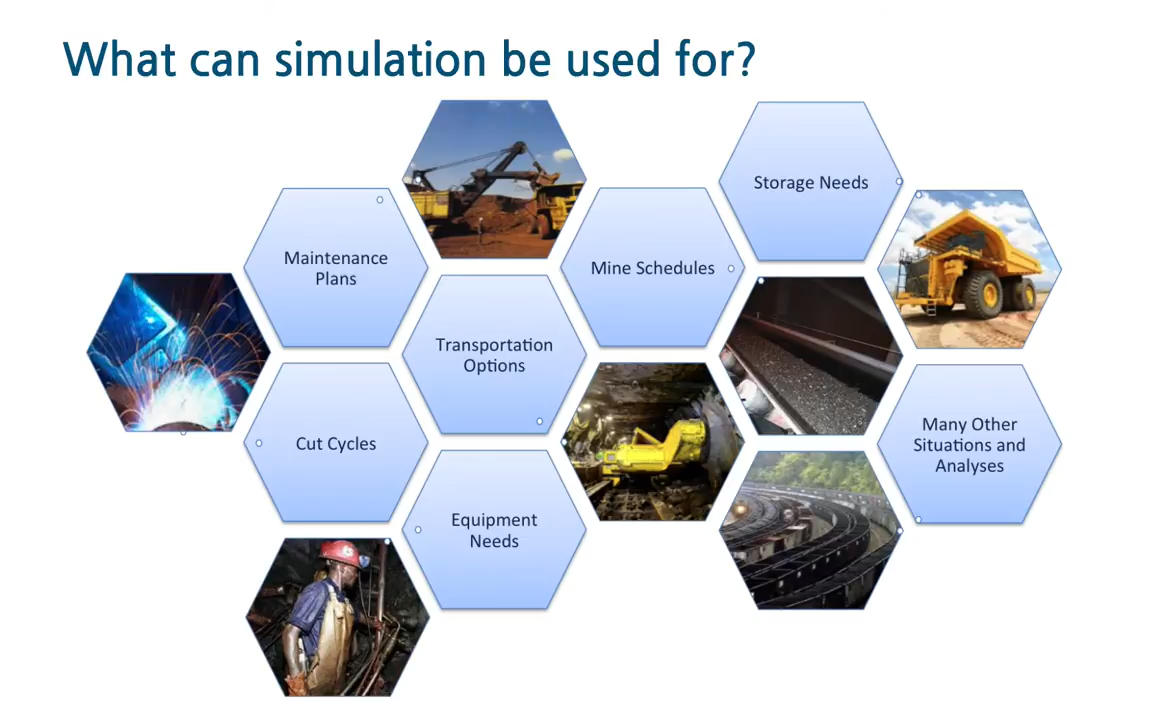 What can simulation be used for?
Storage Needs
Maintenance
Plans
Mine Schedules
Transportation
Options
Cut Cycles
Many Other
Situations and
Analyses
Equipment
Needs